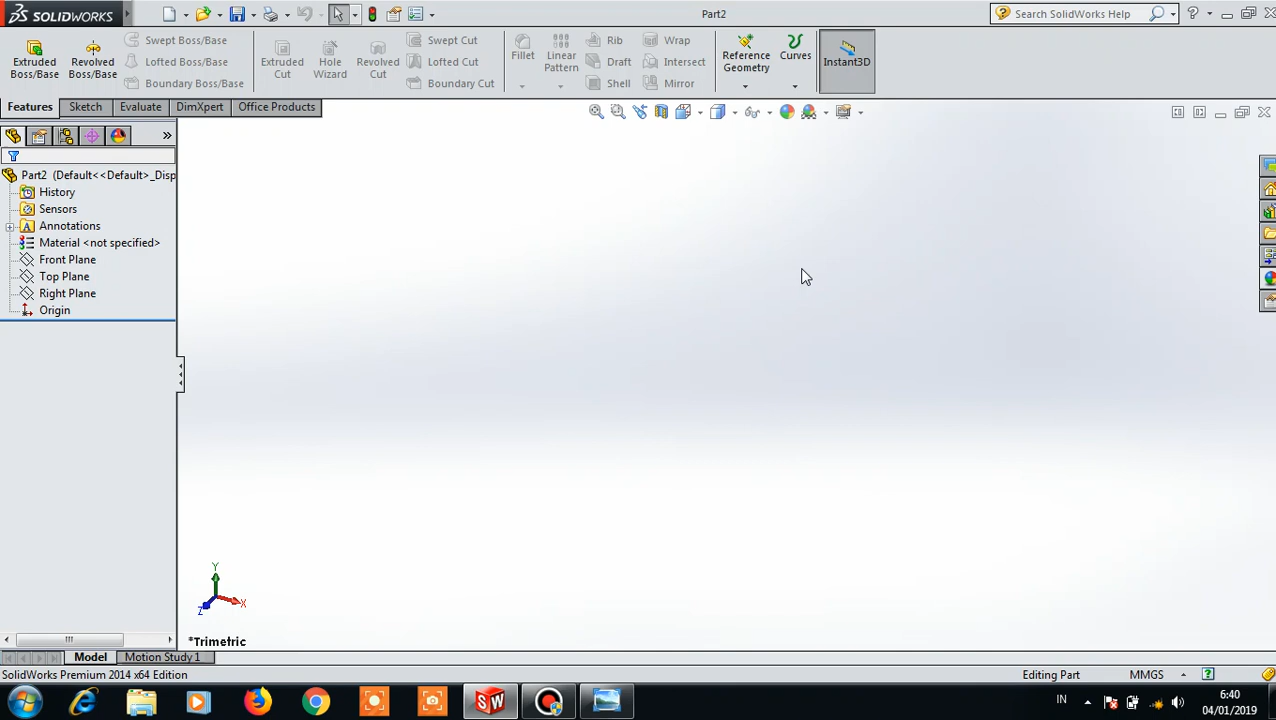 SOLIDWORKS
Part2
Search SolidWorks Help
Extruded Boss/Base
Revolved Boss/Base
Swept Boss/Base
Lofted Boss/Base
Boundary Boss/Base
Extruded Cut
Hole Wizard
Revolved Cut
Swept Cut
Lofted Cut
Boundary Cut
Fillet
Linear Pattern
Rib
Draft
Shell
Wrap
Intersect
Mirror
Reference Geometry
Curves
Instant3D
Features
Sketch
Evaluate
DimXpert
Office Products
Part2 (Default<<Default>_Disp
History
Sensors
A Annotations
Material <not specified>
Front Plane
Top Plane
Right Plane
Origin
Y
X
Z
*Trimetric
Model
Motion Study 1
SolidWorks Premium 2014 x64 Edition
Editing Part
MMGS
IN
6:40
04/01/2019